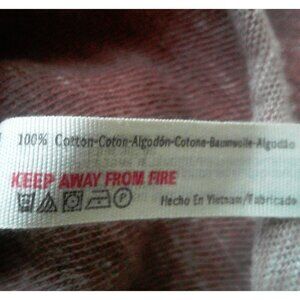 100% Cotton-Coton-Algodón-Cotone-Baumwolle-Algodão
KEEP AWAY FROM FIRE
Hecho En Vietnam/Fabricado